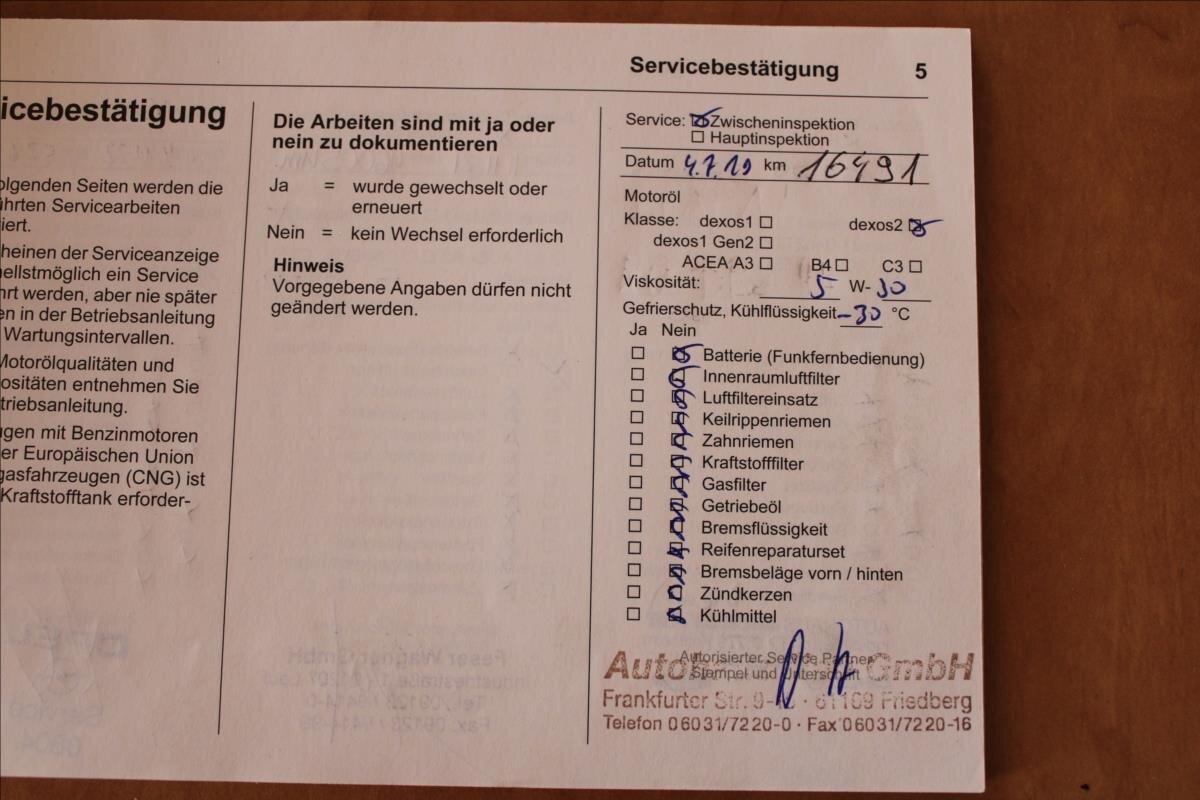 Servicebestätigung 5
icebestätigung
olgenden Seiten werden die
ührten Servicearbeiten
iert.
heinen der Serviceanzeige
nellstmöglich ein Service
hrt werden, aber nie später
en in der Betriebsanleitung
Wartungsintervallen.
Motorölqualitäten und
ositäten entnehmen Sie
triebsanleitung.
gen mit Benzinmotoren
er Europäischen Union
gasfahrzeugen (CNG) ist
Kraftstofftank erforder-
Die Arbeiten sind mit ja oder
nein zu dokumentieren
Ja = wurde gewechselt oder
erneuert
Nein = kein Wechsel erforderlich
Hinweis
Vorgegebene Angaben dürfen nicht
geändert werden.
Service: ☒ Zwischeninspektion
☐ Hauptinspektion
Datum 4.7.19 km 16491
Motoröl
Klasse: dexos1 ☐ dexos2 ☒
dexos1 Gen2 ☐
ACEA A3 ☐ B4 ☐ C3 ☐
Viskosität: 5 W- 30
Gefrierschutz, Kühlflüssigkeit -30 °C
Ja Nein
☐ ☒ Batterie (Funkfernbedienung)
☐ ☒ Innenraumluftfilter
☐ ☒ Luftfiltereinsatz
☐ ☒ Keilrippenriemen
☐ ☒ Zahnriemen
☐ ☒ Kraftstofffilter
☐ ☒ Gasfilter
☐ ☒ Getriebeöl
☐ ☒ Bremsflüssigkeit
☐ ☒ Reifenreparaturset
☐ ☒ Bremsbeläge vorn / hinten
☐ ☒ Zündkerzen
☐ ☒ Kühlmittel
Autorisierter Service Partner
Stempel und Unterschrift
GmbH
Frankfurter Str. 61169 Friedberg
Telefon 06031/7220-0 · Fax 06031/7220-16